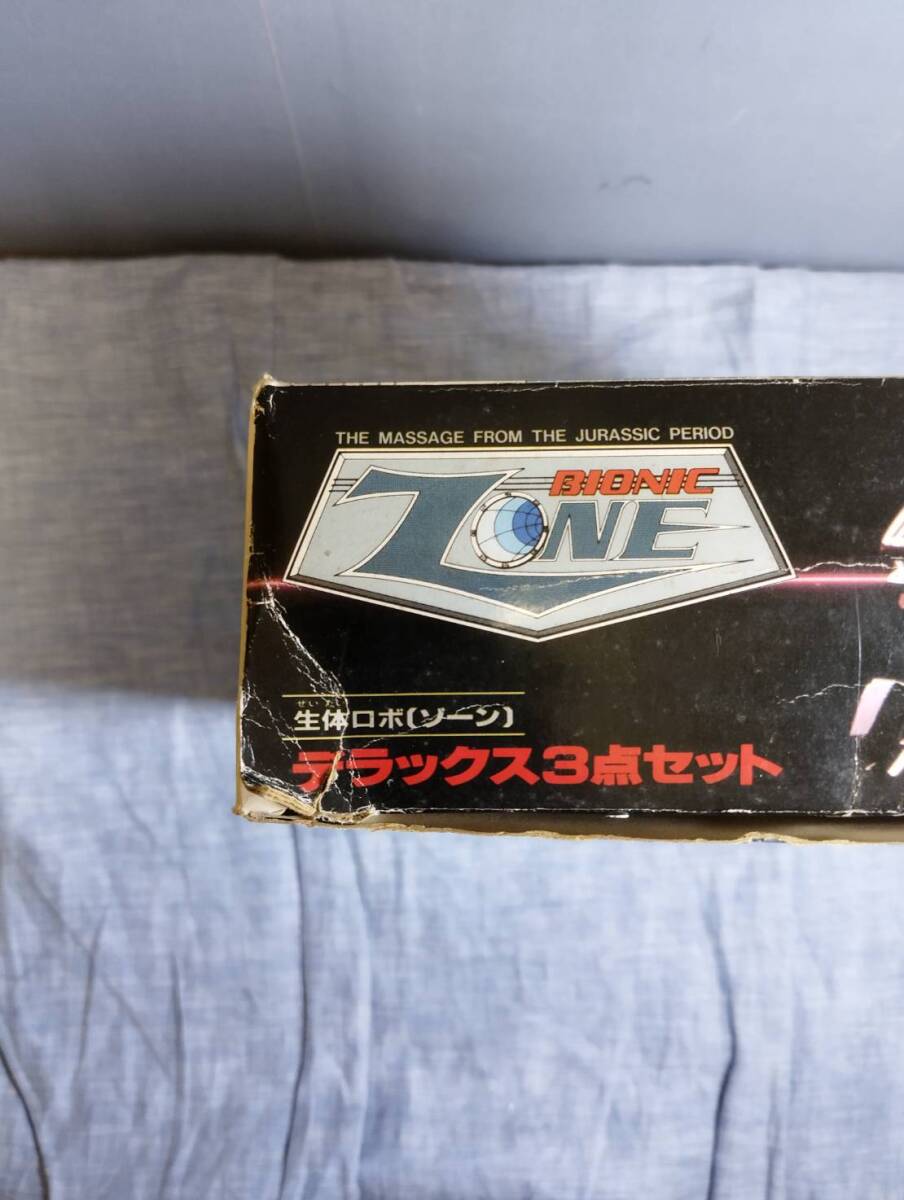 THE MASSAGE FROM THE JURASSIC PERIOD
BIONIC
ZONE
せいたい
生体ロボ〔ゾーン〕
デラックス3点セット